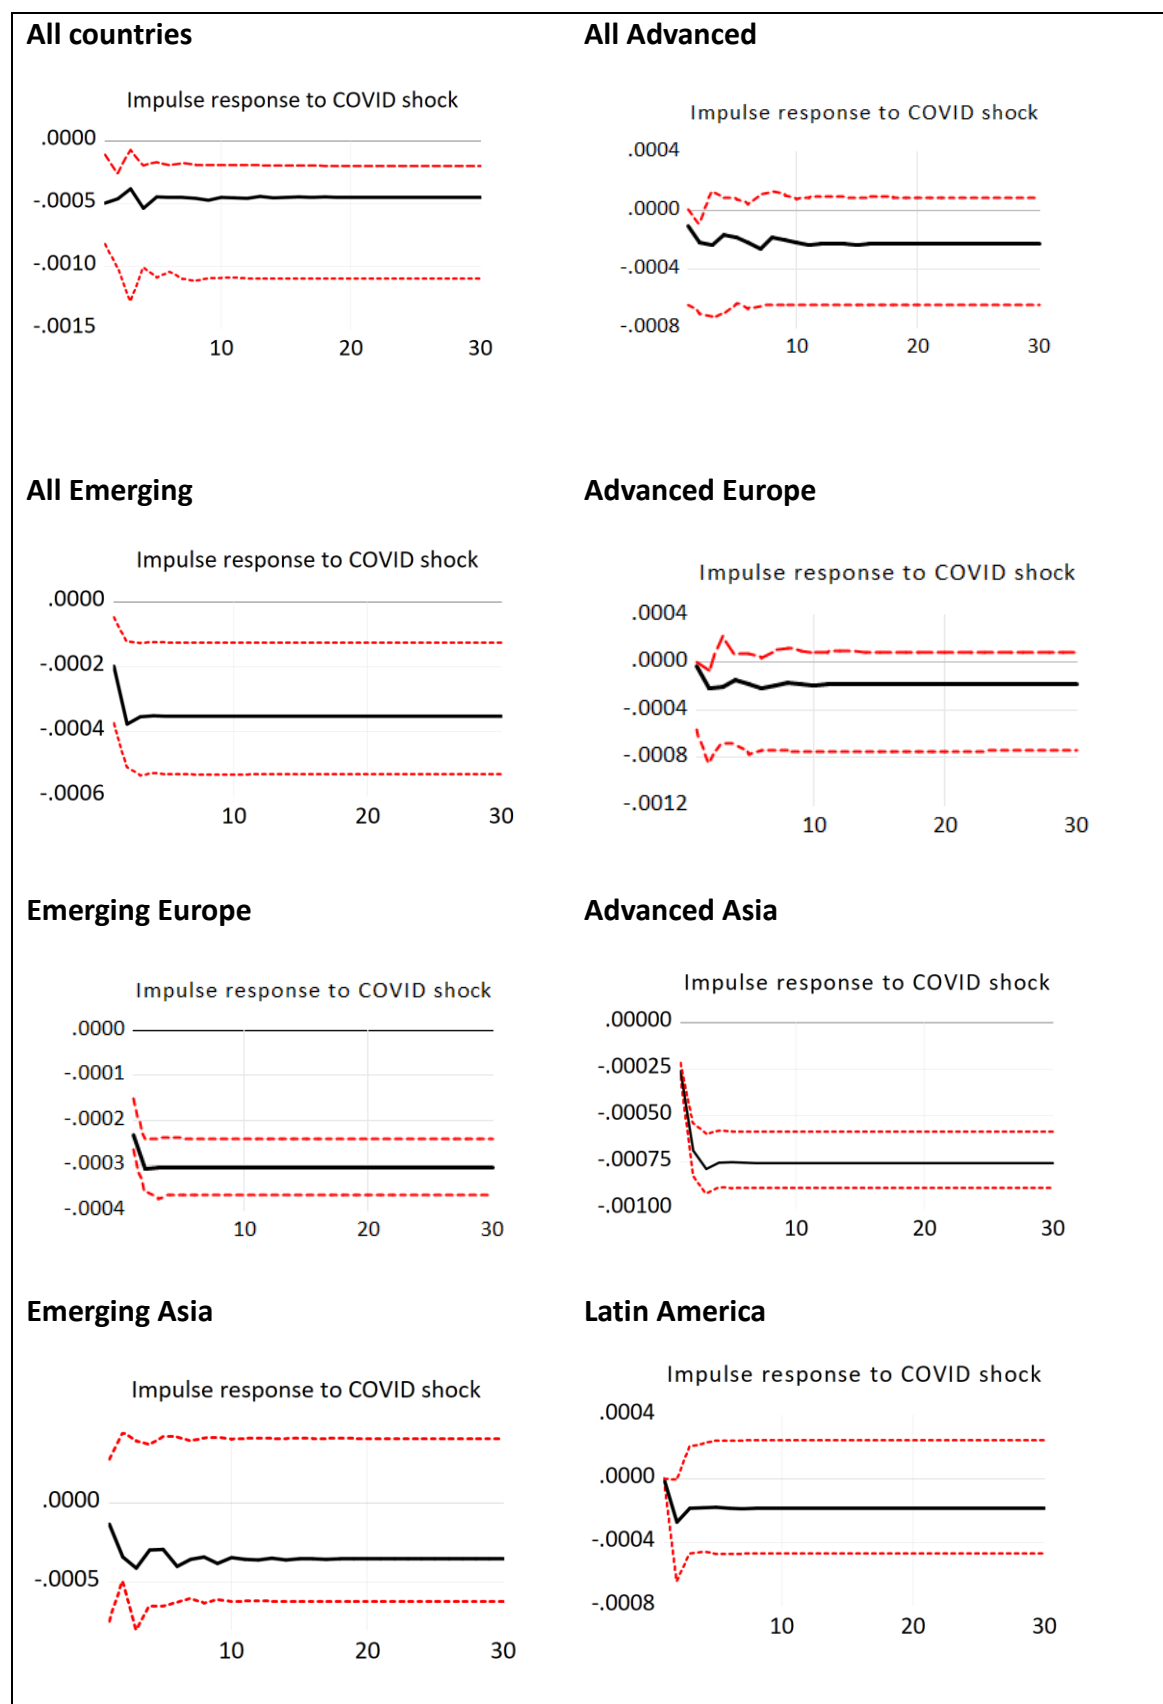 All countries
Impulse response to COVID shock
.0000
-.0005
-.0010
-.0015
10 20 30
All Advanced
Impulse response to COVID shock
.0004
.0000
-.0004
-.0008
10 20 30
All Emerging
Impulse response to COVID shock
.0000
-.0002
-.0004
-.0006
10 20 30
Advanced Europe
Impulse response to COVID shock
.0004
.0000
-.0004
-.0008
-.0012
10 20 30
Emerging Europe
Impulse response to COVID shock
.0000
-.0001
-.0002
-.0003
-.0004
10 20 30
Advanced Asia
Impulse response to COVID shock
.00000
-.00025
-.00050
-.00075
-.00100
10 20 30
Emerging Asia
Impulse response to COVID shock
.0000
-.0005
10 20 30
Latin America
Impulse response to COVID shock
.0004
.0000
-.0004
-.0008
10 20 30